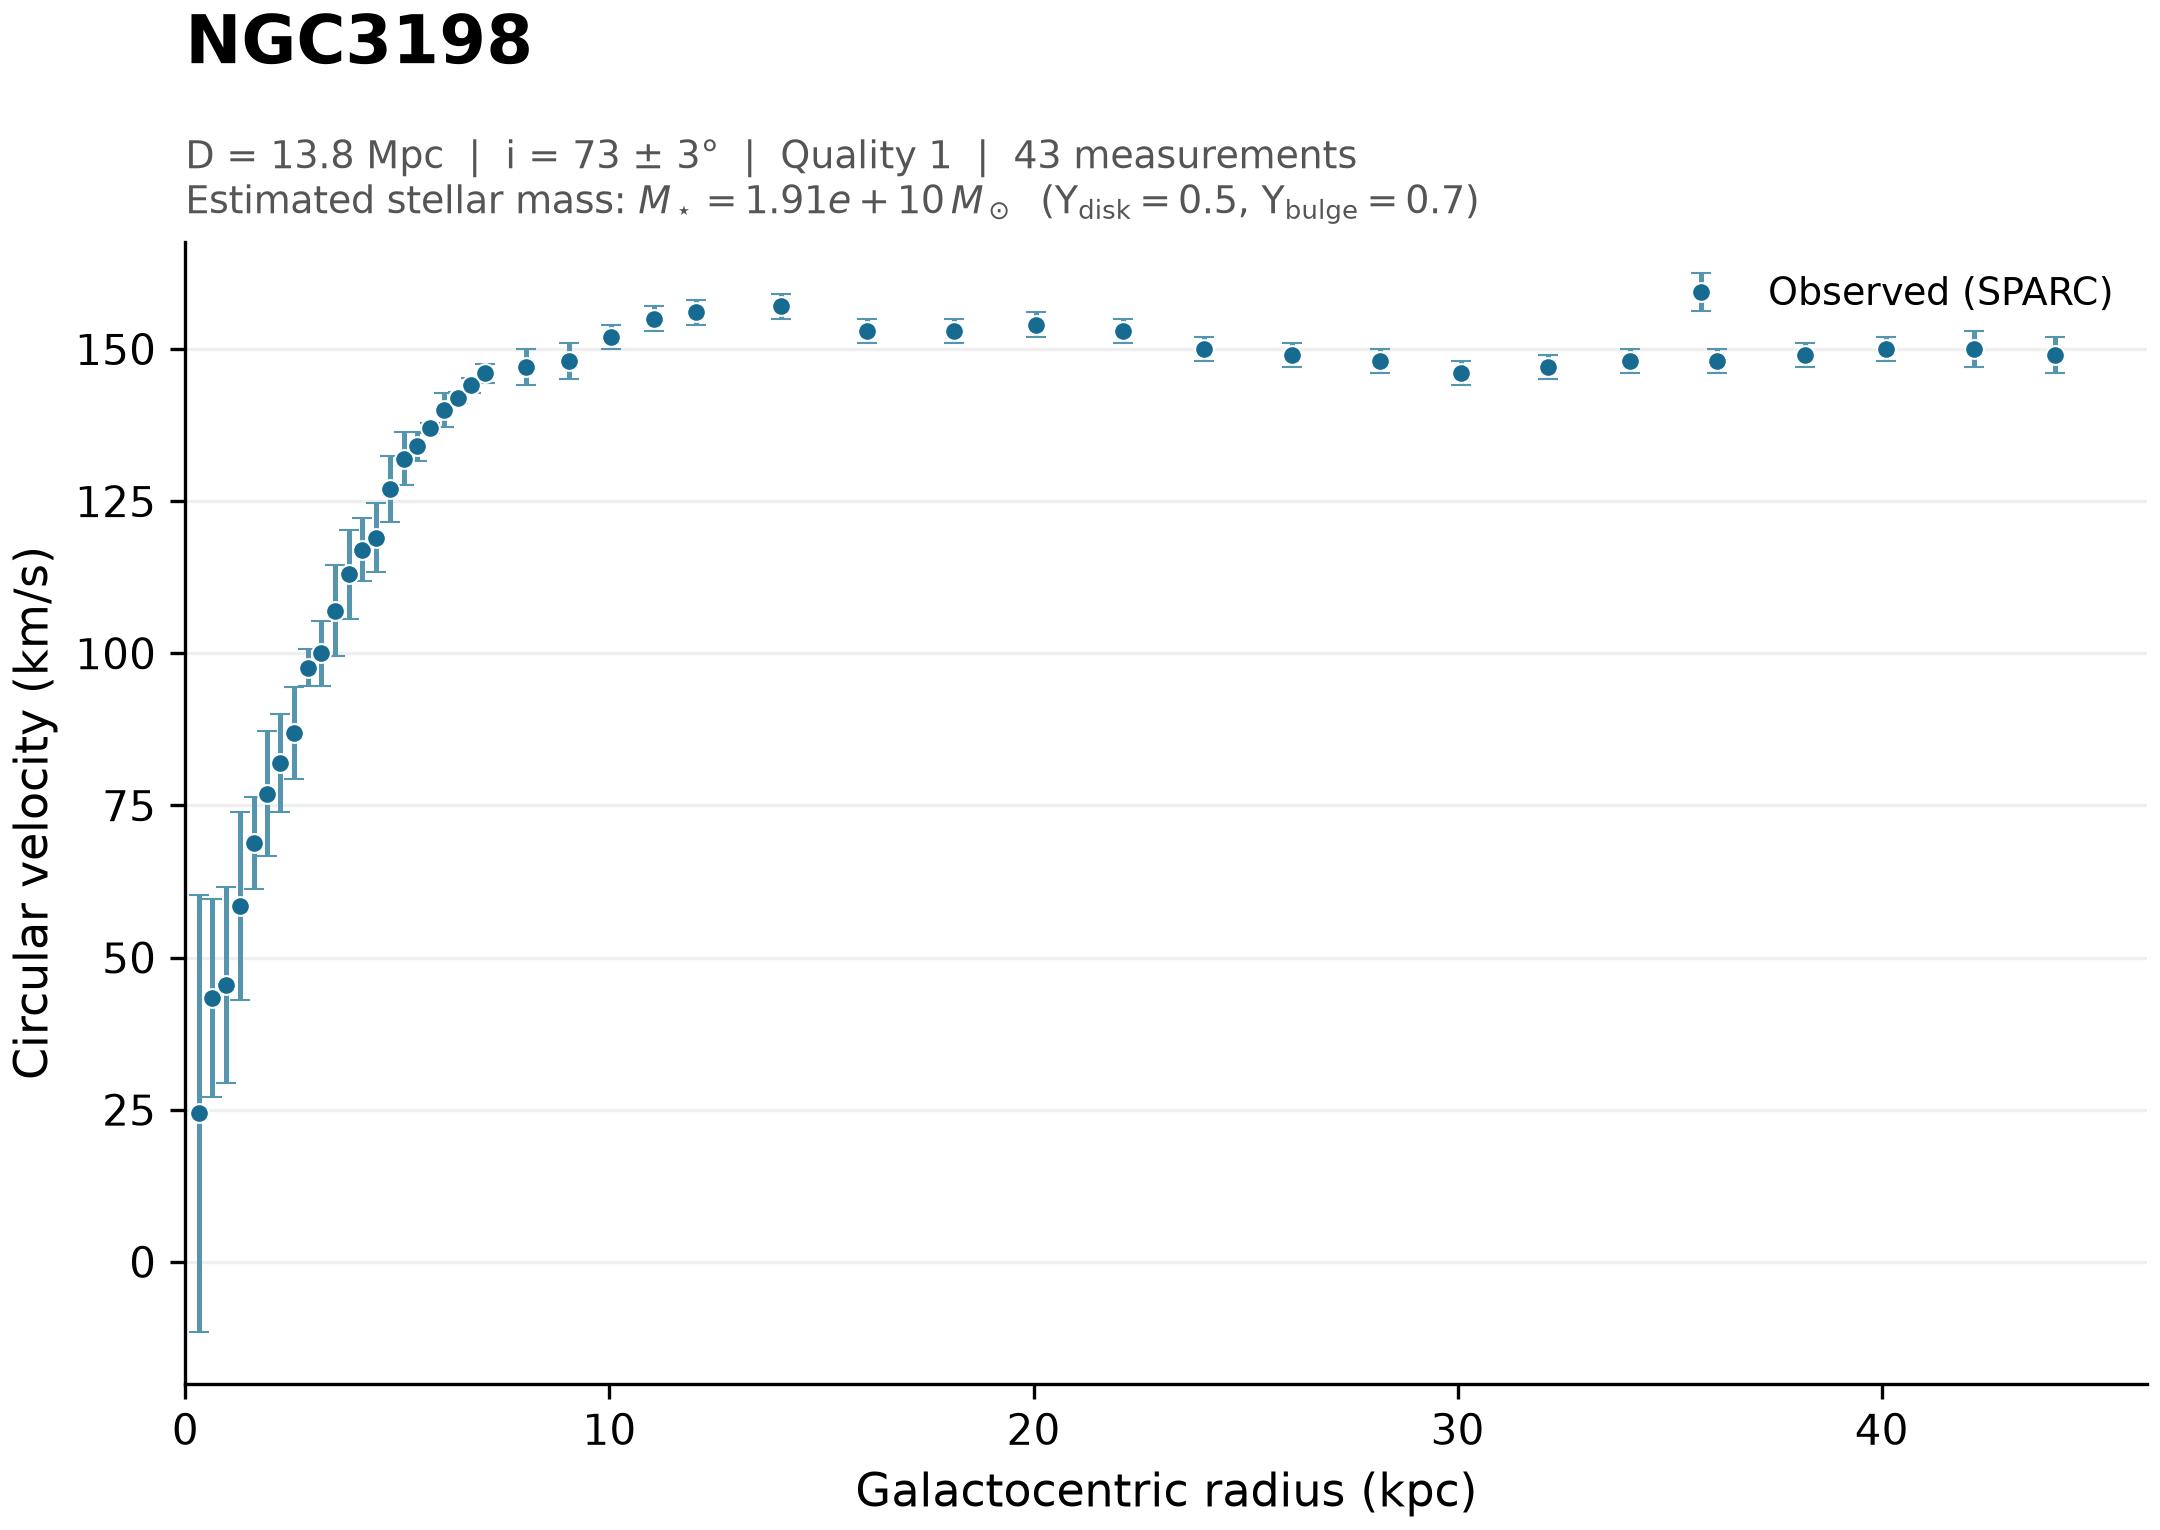 NGC3198
D = 13.8 Mpc | i = 73 ± 3° | Quality 1 | 43 measurements
Estimated stellar mass: M⋆ = 1.91e + 10 M⊙ (Υdisk = 0.5, Υbulge = 0.7)
Observed (SPARC)
150
125
100
75
50
25
0
Circular velocity (km/s)
0 10 20 30 40
Galactocentric radius (kpc)